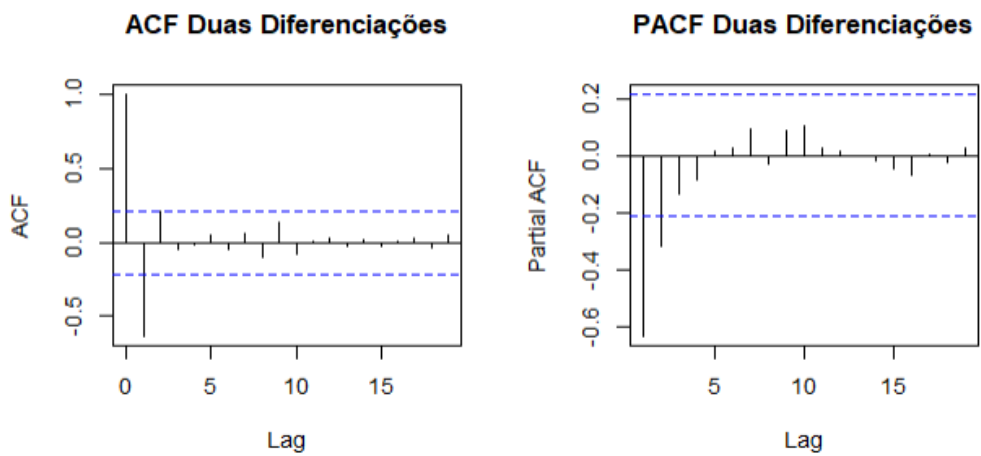 ACF Duas Diferenciações
ACF
1.0
0.5
0.0
-0.5
0
5
10
15
Lag
PACF Duas Diferenciações
Partial ACF
0.2
0.0
-0.2
-0.4
-0.6
5
10
15
Lag